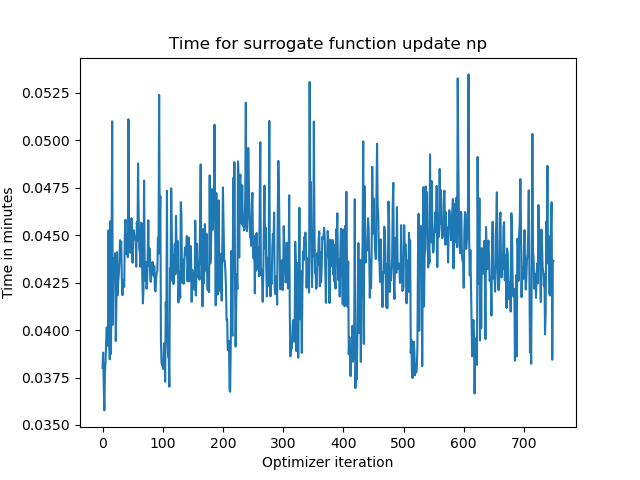 Time for surrogate function update np
Time in minutes
0.0525
0.0500
0.0475
0.0450
0.0425
0.0400
0.0375
0.0350
0 100 200 300 400 500 600 700
Optimizer iteration